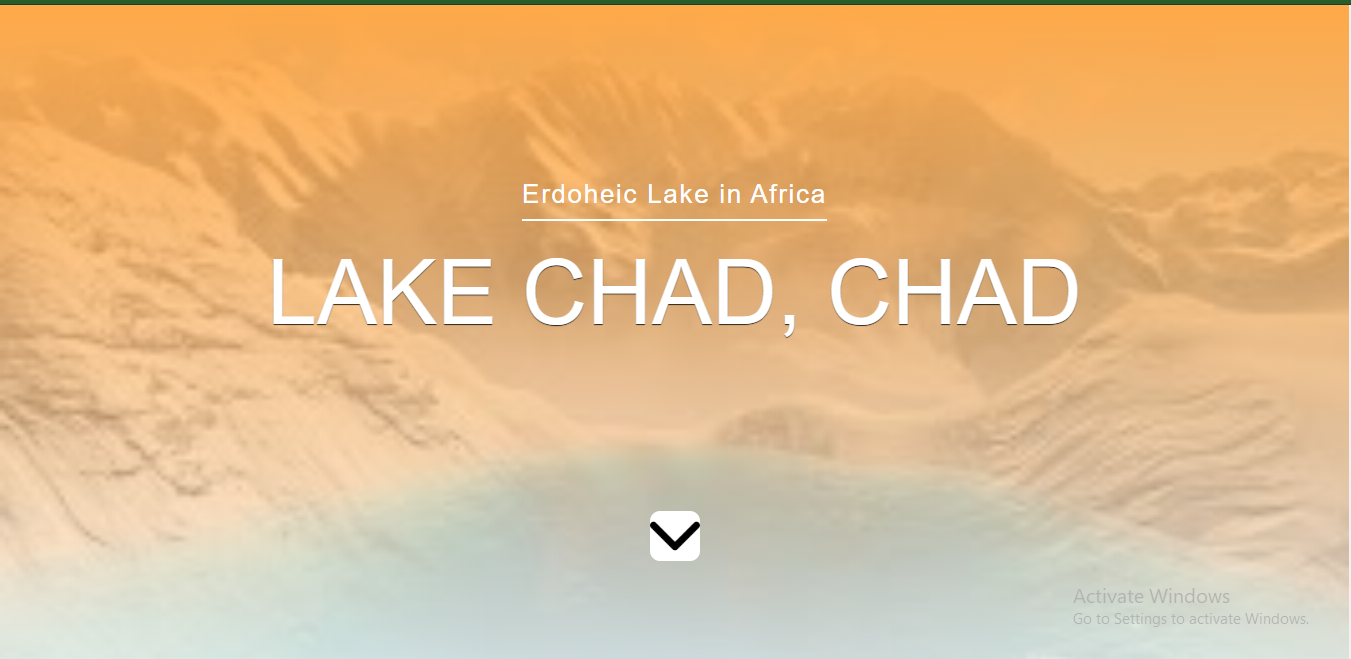 Erdoheic Lake in Africa
LAKE CHAD, CHAD
Activate Windows
Go to Settings to activate Windows.